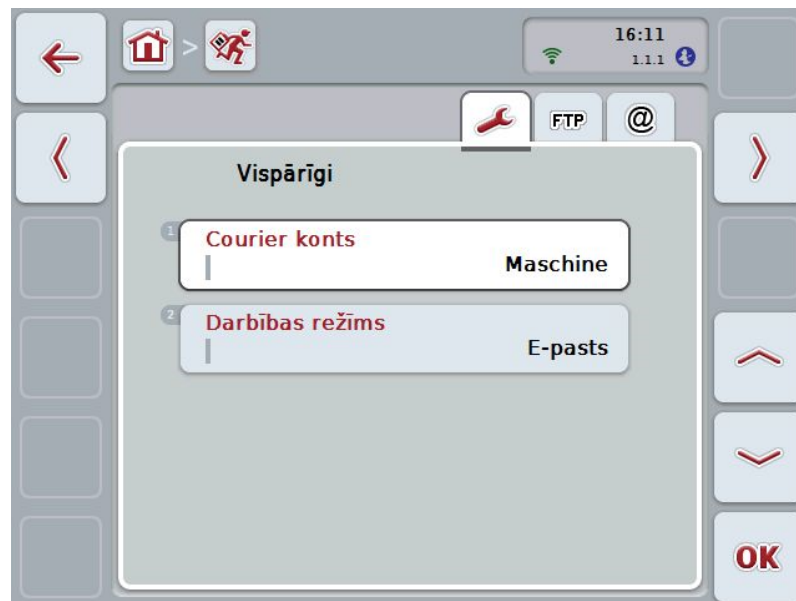 16:11
>
1.1.1
FTP
@
Vispārīgi
1
Courier konts
Maschine
2
Darbības režīms
E-pasts
OK